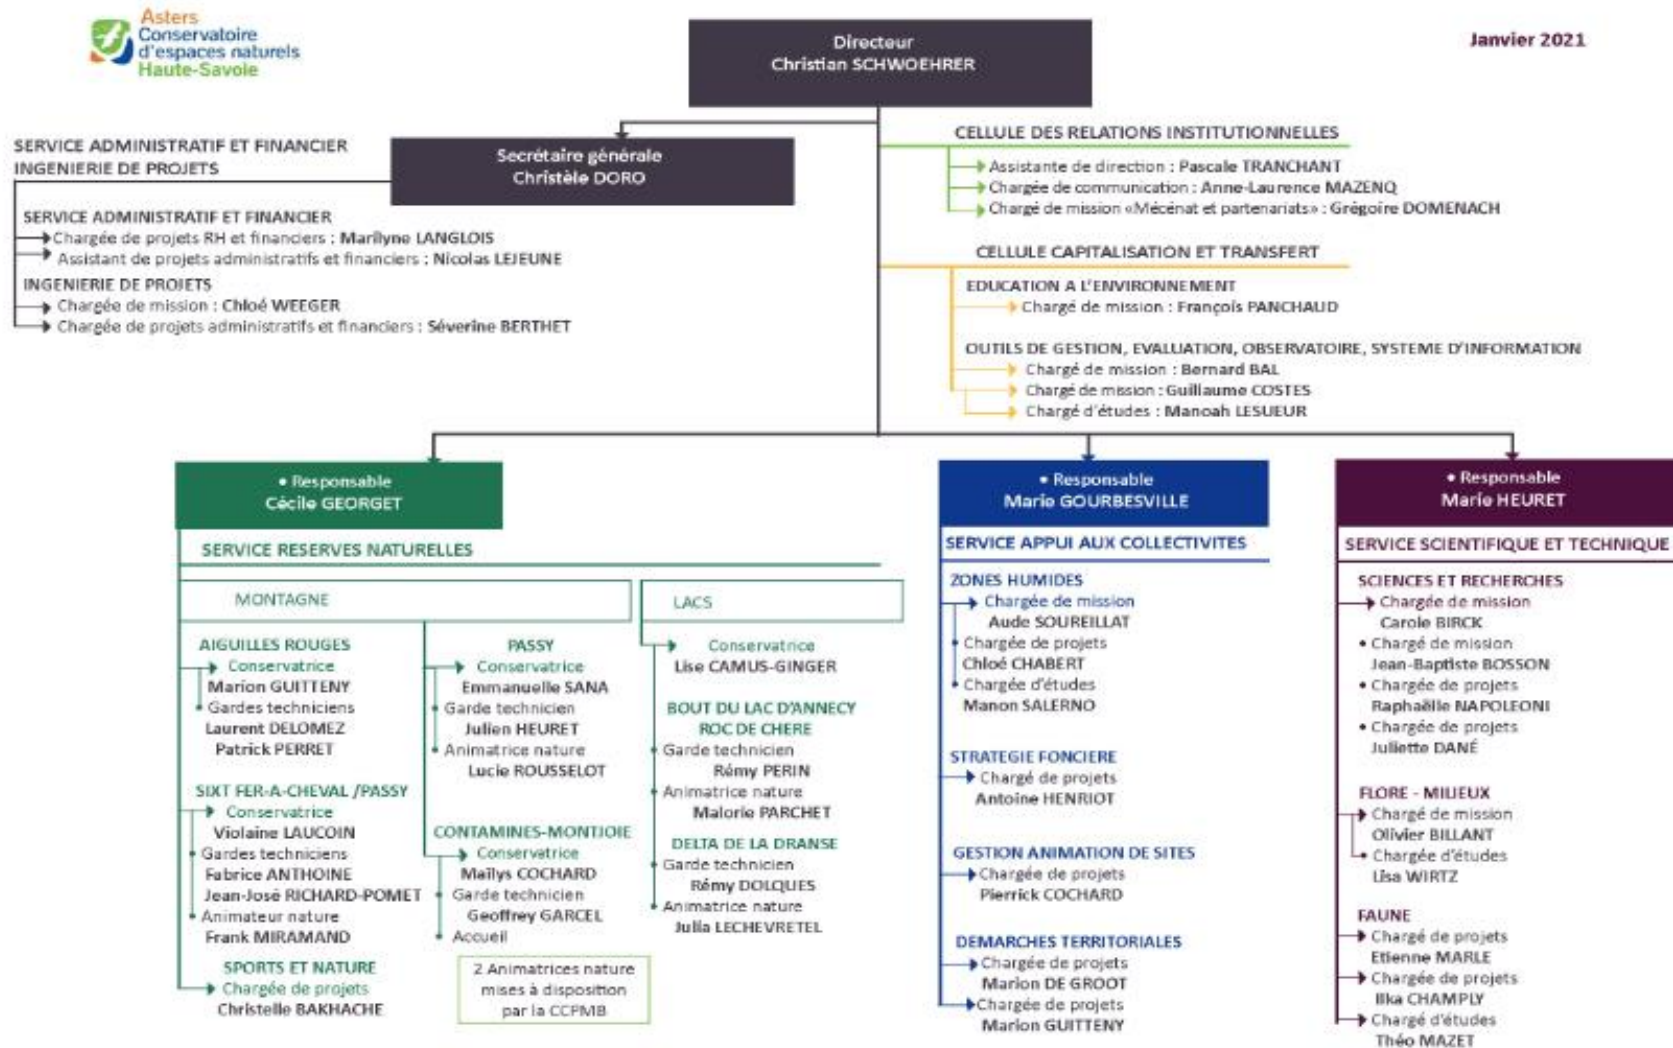 Asters
Conservatoire
d'espaces naturels
Haute-Savoie
Directeur
Christian SCHWOEHRER
Janvier 2021
SERVICE ADMINISTRATIF ET FINANCIER
INGENIERIE DE PROJETS
Secrétaire générale
Christèle DORO
SERVICE ADMINISTRATIF ET FINANCIER
Chargée de projets RH et financiers : Marilyne LANGLOIS
Assistant de projets administratifs et financiers : Nicolas LEJEUNE
INGENIERIE DE PROJETS
Chargée de mission : Chloé WEEGER
Chargée de projets administratifs et financiers : Séverine BERTHET
CELLULE DES RELATIONS INSTITUTIONNELLES
Assistante de direction : Pascale TRANCHANT
Chargée de communication : Anne-Laurence MAZENQ
Chargé de mission «Mécénat et partenariats» : Grégoire DOMENACH
CELLULE CAPITALISATION ET TRANSFERT
EDUCATION A L'ENVIRONNEMENT
Chargé de mission : François PANCHAUD
OUTILS DE GESTION, EVALUATION, OBSERVATOIRE, SYSTEME D'INFORMATION
Chargé de mission : Bernard BAL
Chargé de mission : Guillaume COSTES
Chargé d'études : Manoah LESUEUR
• Responsable
Cécile GEORGET
SERVICE RESERVES NATURELLES
MONTAGNE
AIGUILLES ROUGES
Conservatrice
Marion GUITTENY
Gardes techniciens
Laurent DELOMEZ
Patrick PERRET
SIXT FER-A-CHEVAL /PASSY
Conservatrice
Violaine LAUCOIN
Gardes techniciens
Fabrice ANTHOINE
Jean-José RICHARD-POMET
Animateur nature
Frank MIRAMAND
SPORTS ET NATURE
Chargée de projets
Christelle BAKHACHE
PASSY
Conservatrice
Emmanuelle SANA
Garde technicien
Julien HEURET
Animatrice nature
Lucie ROUSSELOT
CONTAMINES-MONTJOIE
Conservatrice
Maïlys COCHARD
Garde technicien
Geoffrey GARCEL
Accueil
2 Animatrices nature
mises à disposition
par la CCPMB
LACS
Conservatrice
Lise CAMUS-GINGER
BOUT DU LAC D'ANNECY
ROC DE CHERE
Garde technicien
Rémy PERIN
Animatrice nature
Malorie PARCHET
DELTA DE LA DRANSE
Garde technicien
Rémy DOLQUES
Animatrice nature
Julia LECHEVRETEL
• Responsable
Marie GOURBESVILLE
SERVICE APPUI AUX COLLECTIVITES
ZONES HUMIDES
Chargée de mission
Aude SOUREILLAT
• Chargée de projets
Chloé CHABERT
• Chargée d'études
Manon SALERNO
STRATEGIE FONCIERE
Chargé de projets
Antoine HENRIOT
GESTION ANIMATION DE SITES
Chargée de projets
Pierrick COCHARD
DEMARCHES TERRITORIALES
Chargée de projets
Marion DE GROOT
Chargée de projets
Marion GUITTENY
• Responsable
Marie HEURET
SERVICE SCIENTIFIQUE ET TECHNIQUE
SCIENCES ET RECHERCHES
Chargée de mission
Carole BIRCK
• Chargé de mission
Jean-Baptiste BOSSON
• Chargée de projets
Raphaëlle NAPOLEONI
• Chargée de projets
Juliette DANÉ
FLORE - MILIEUX
Chargé de mission
Olivier BILLANT
• Chargée d'études
Lisa WIRTZ
FAUNE
Chargé de projets
Etienne MARLE
Chargée de projets
Ilka CHAMPLY
Chargé d'études
Théo MAZET